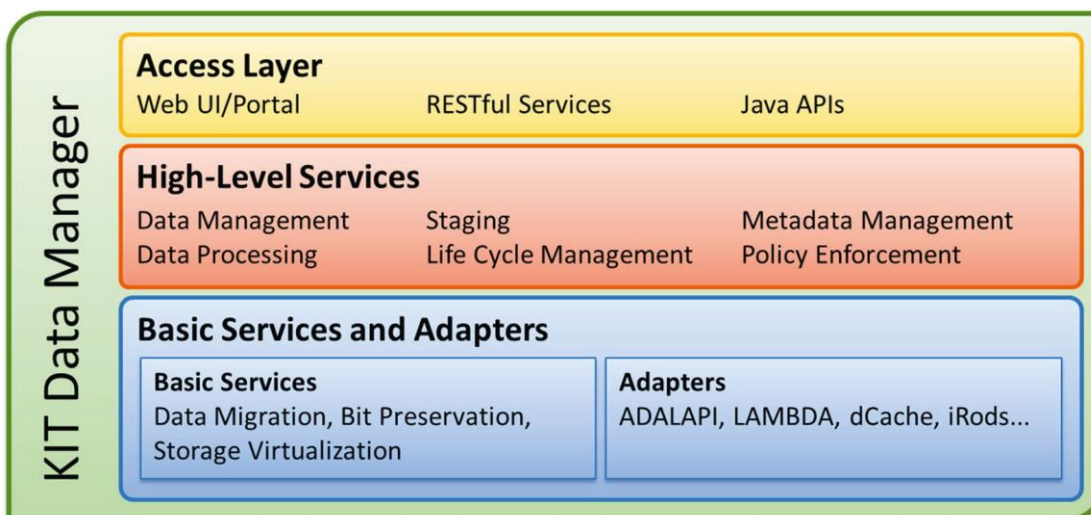 KIT Data Manager
Access Layer
Web UI/Portal RESTful Services Java APIs
High-Level Services
Data Management Staging Metadata Management
Data Processing Life Cycle Management Policy Enforcement
Basic Services and Adapters
Basic Services
Data Migration, Bit Preservation,
Storage Virtualization
Adapters
ADALAPI, LAMBDA, dCache, iRods...